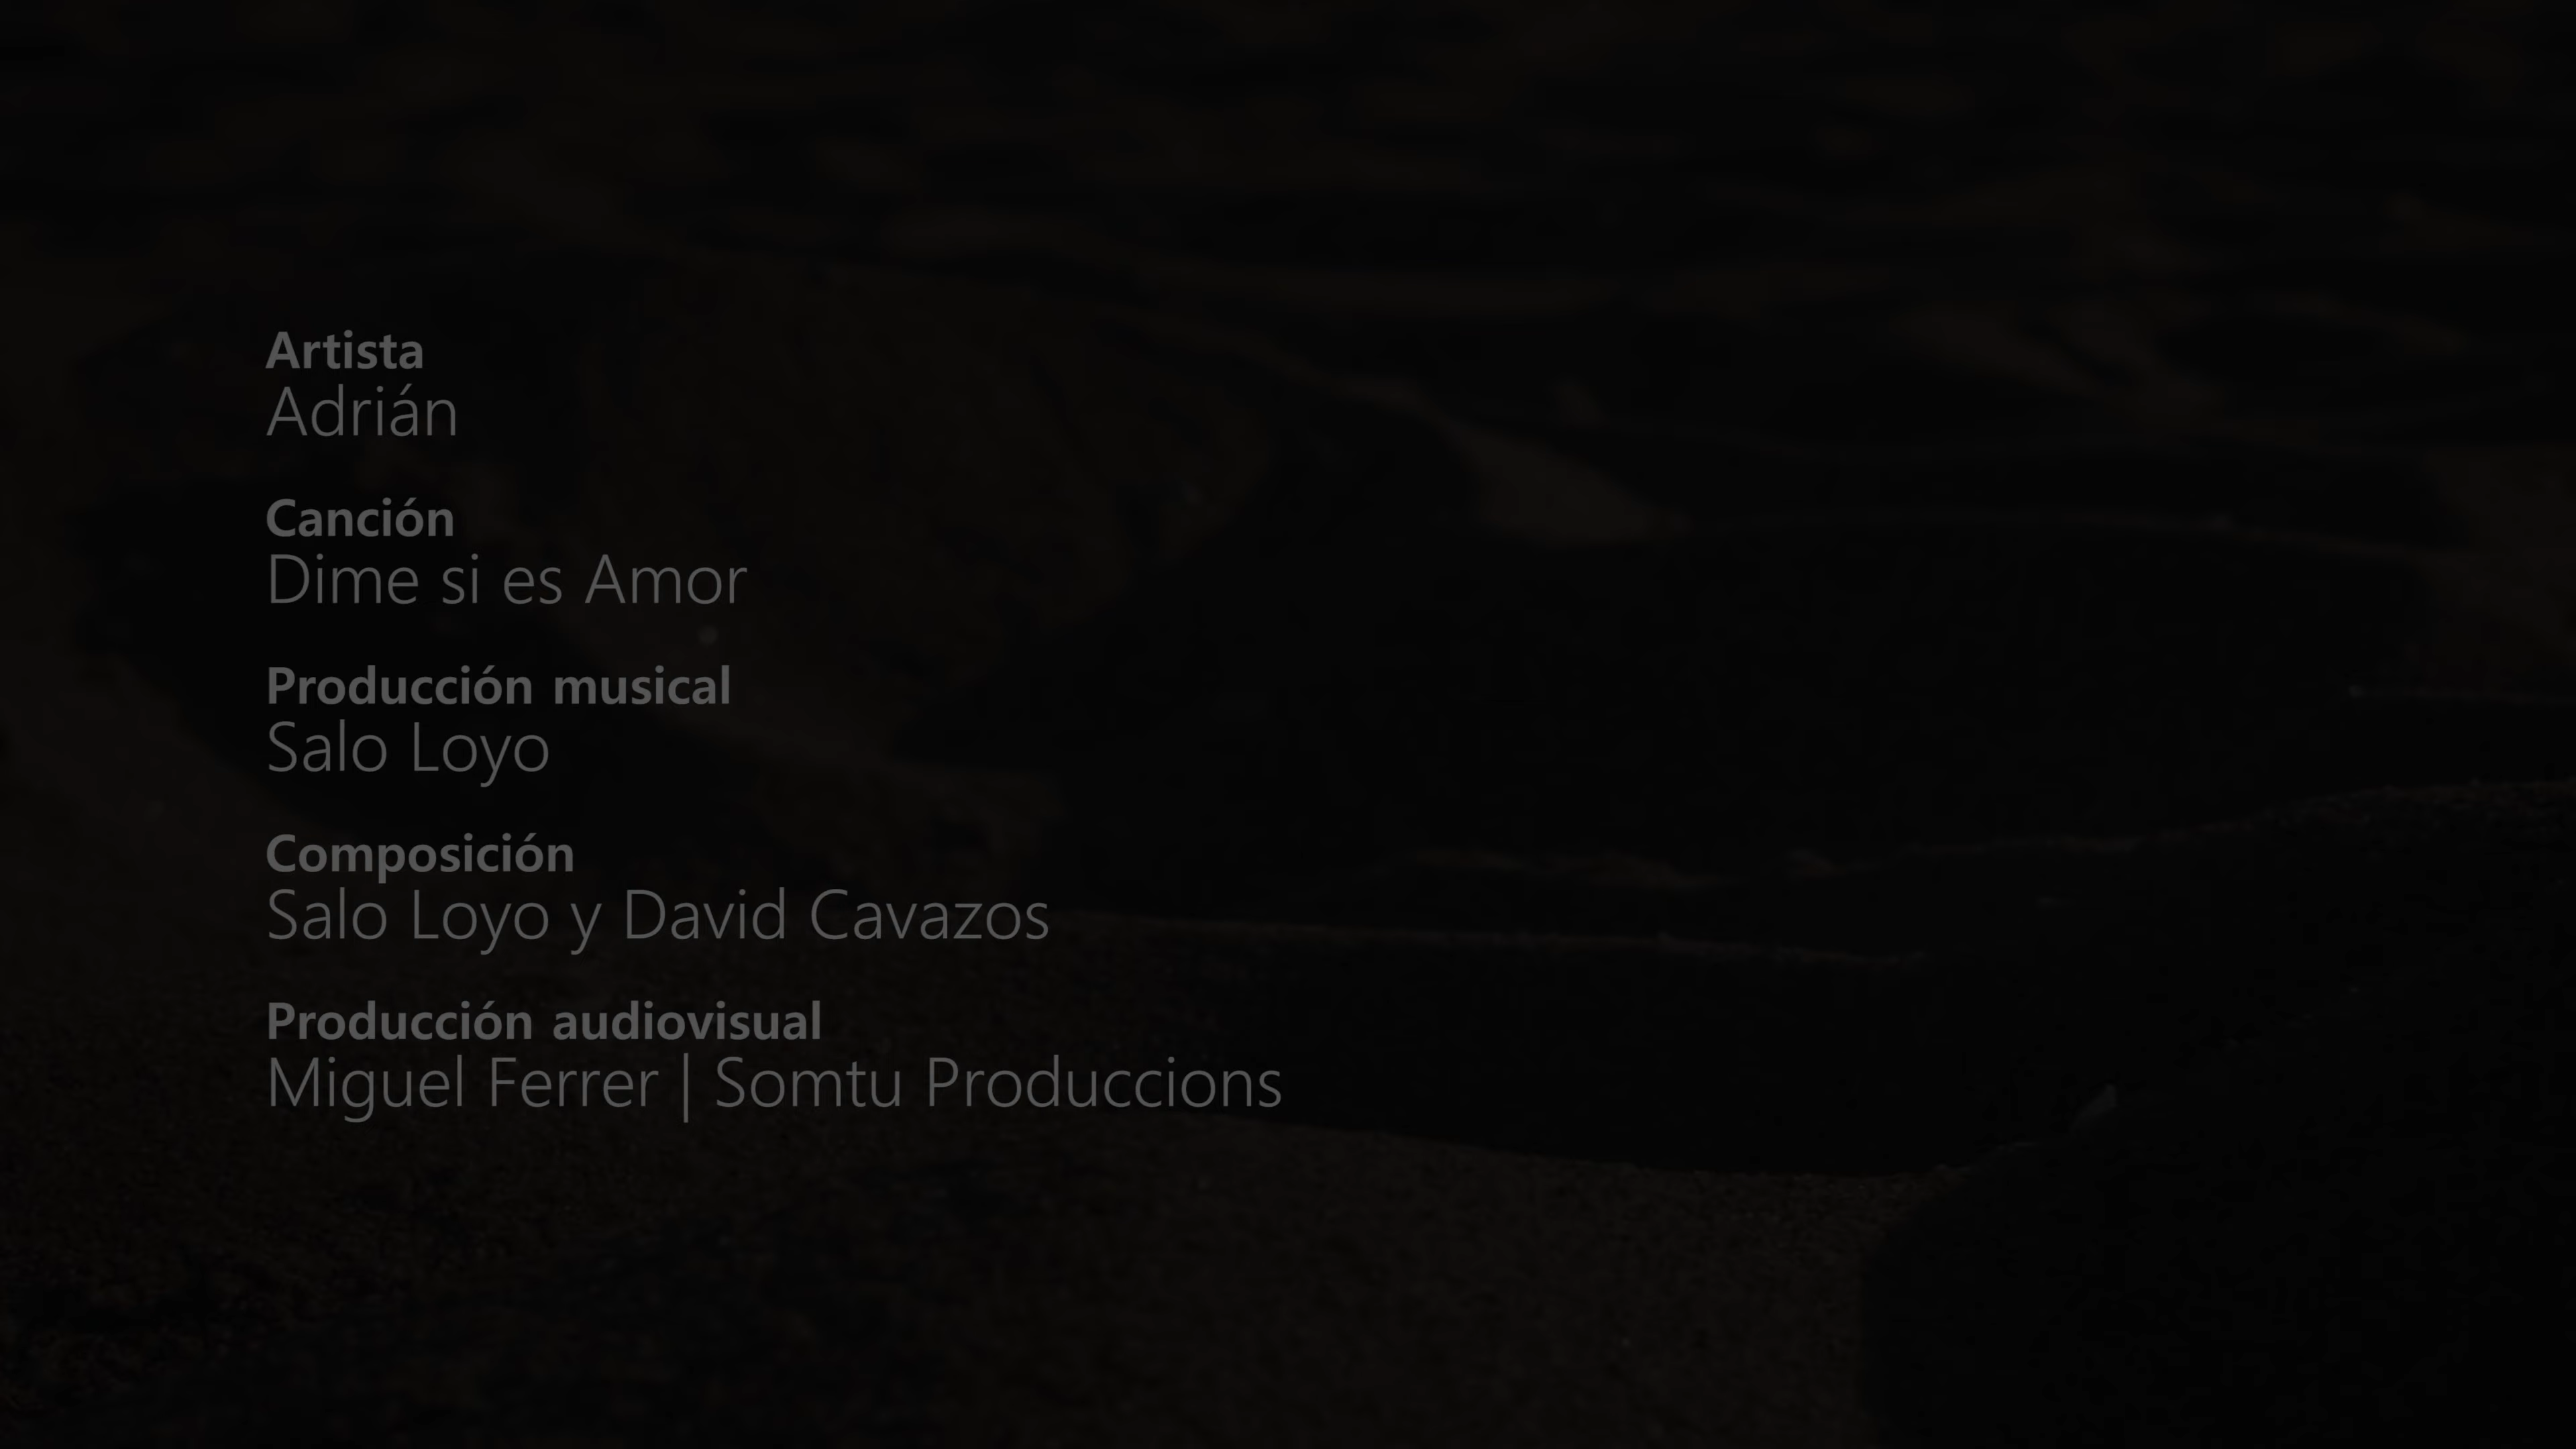 Artista
Adrián
Canción
Dime si es Amor
Producción musical
Salo Loyo
Composición
Salo Loyo y David Cavazos
Producción audiovisual
Miguel Ferrer | Somtu Produccions